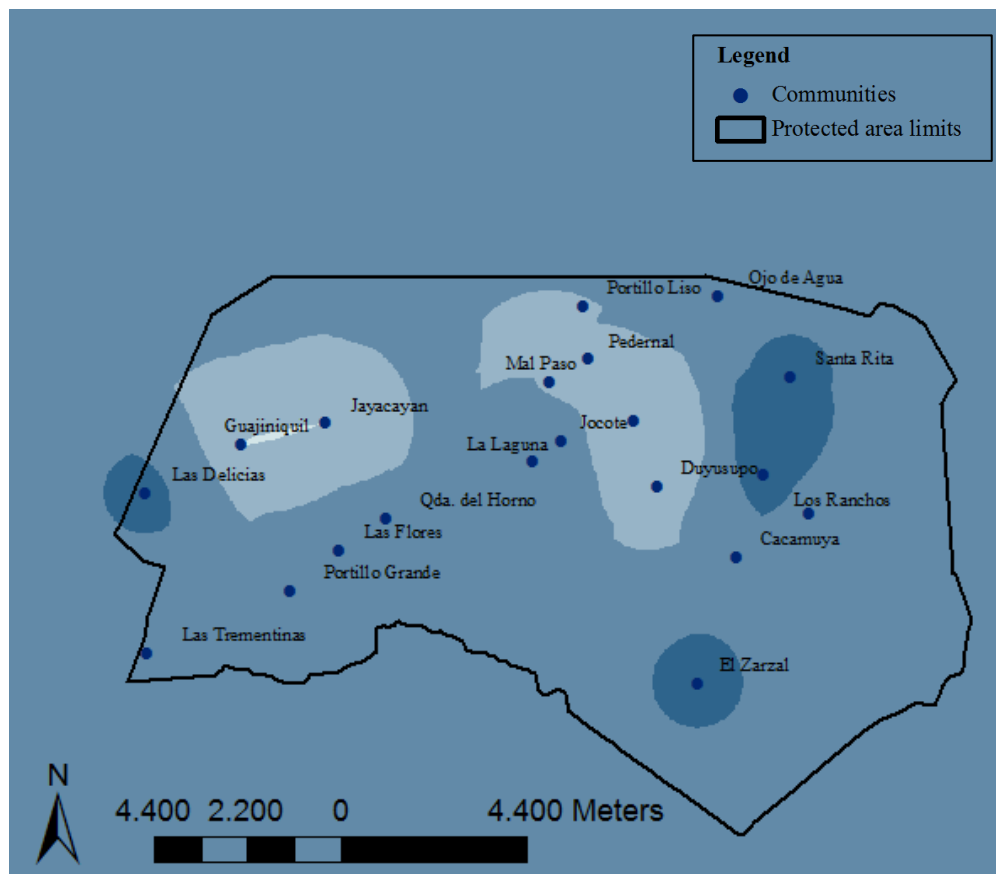 Legend
Communities
Protected area limits
Ojo de Agua
Portillo Liso
Pedernal
Santa Rita
Mal Paso
Jayacayan
Guajiniquil
Jocote
La Laguna
Las Delicias
Duyusupo
Qda. del Horno
Los Ranchos
Las Flores
Cacamuya
Portillo Grande
Las Trementinas
El Zarzal
N
4.400 2.200 0 4.400 Meters